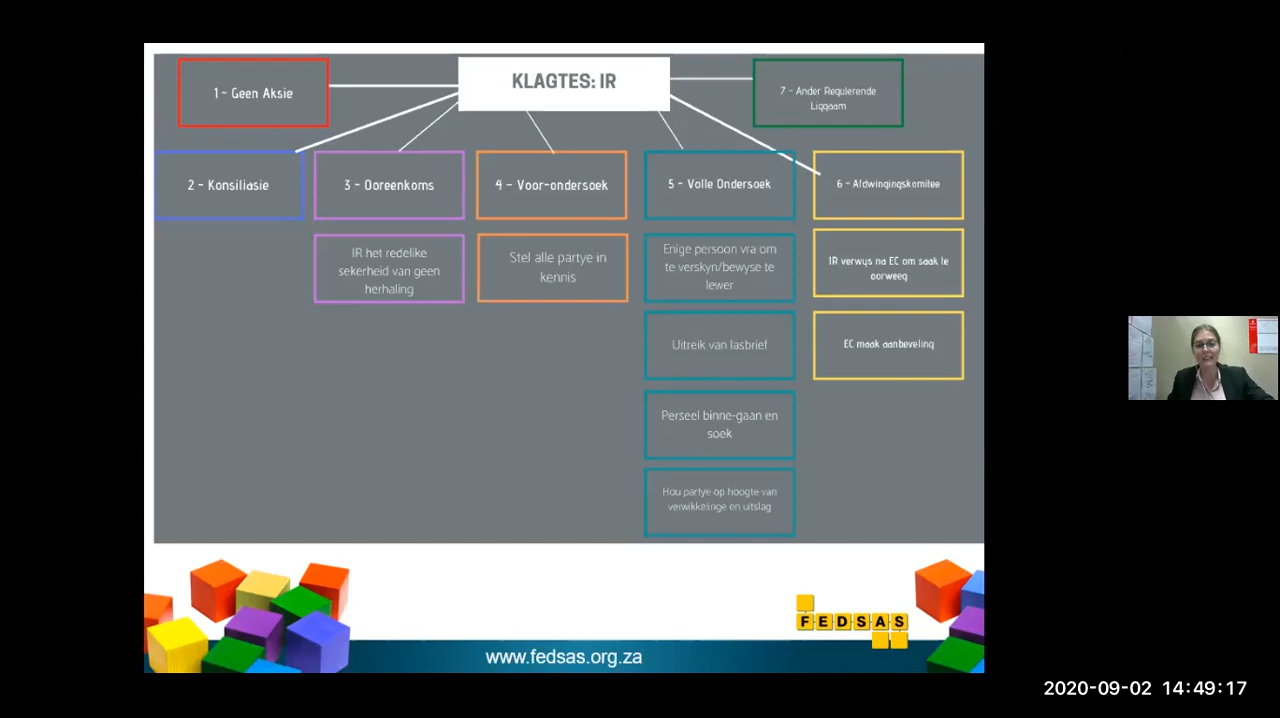 KLAGTES: IR
1 - Geen Aksie
7 - Ander Regulerende
Liggaam
2 - Konsiliasie
3 - Ooreenkoms
4 - Voor-ondersoek
5 - Volle Ondersoek
6 - Afdwingingskomitee
IR het redelike
sekerheid van geen
herhaling
Stel alle partye in
kennis
Enige persoon vra om
te verskyn/bewyse te
lewer
IR verwys na EC om saak te
oorweeg
Uitreik van lasbrief
EC maak aanbeveling
Perseel binne-gaan en
soek
Hou partye op hoogte van
verwikkelinge en uitslag
FEDSAS
www.fedsas.org.za
2020-09-02 14:49:17